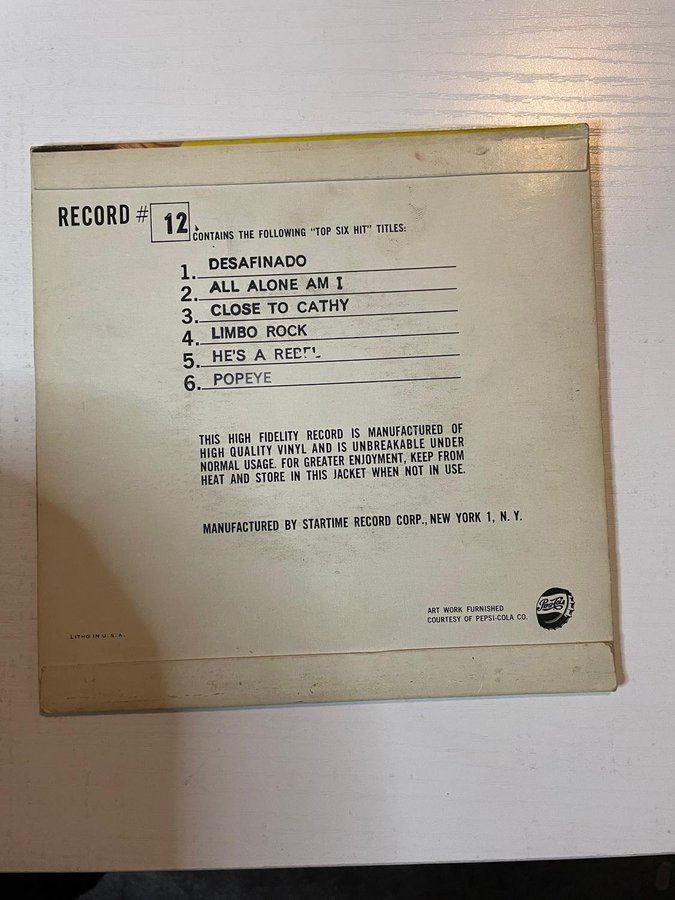 RECORD # 12
CONTAINS THE FOLLOWING "TOP SIX HIT" TITLES:
1. DESAFINADO
2. ALL ALONE AM I
3. CLOSE TO CATHY
4. LIMBO ROCK
5. HE'S A REBEL
6. POPEYE
THIS HIGH FIDELITY RECORD IS MANUFACTURED OF
HIGH QUALITY VINYL AND IS UNBREAKABLE UNDER
NORMAL USAGE. FOR GREATER ENJOYMENT, KEEP FROM
HEAT AND STORE IN THIS JACKET WHEN NOT IN USE.
MANUFACTURED BY STARTIME RECORD CORP., NEW YORK 1, N. Y.
ART WORK FURNISHED
COURTESY OF PEPSI-COLA CO.
Pepsi-Cola
LITHO IN U.S.A.